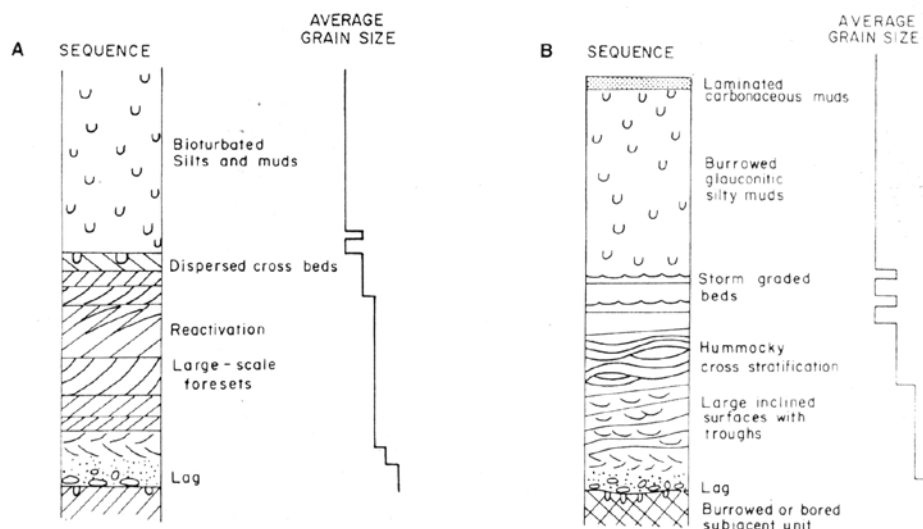 A
SEQUENCE
AVERAGE
GRAIN SIZE
Bioturbated
Silts and muds
Dispersed cross beds
Reactivation
Large-scale
foresets
Lag
B
SEQUENCE
AVERAGE
GRAIN SIZE
Laminated
carbonaceous muds
Burrowed
glauconitic
silty muds
Storm graded
beds
Hummocky
cross stratification
Large inclined
surfaces with
troughs
Lag
Burrowed or bored
subjacent unit